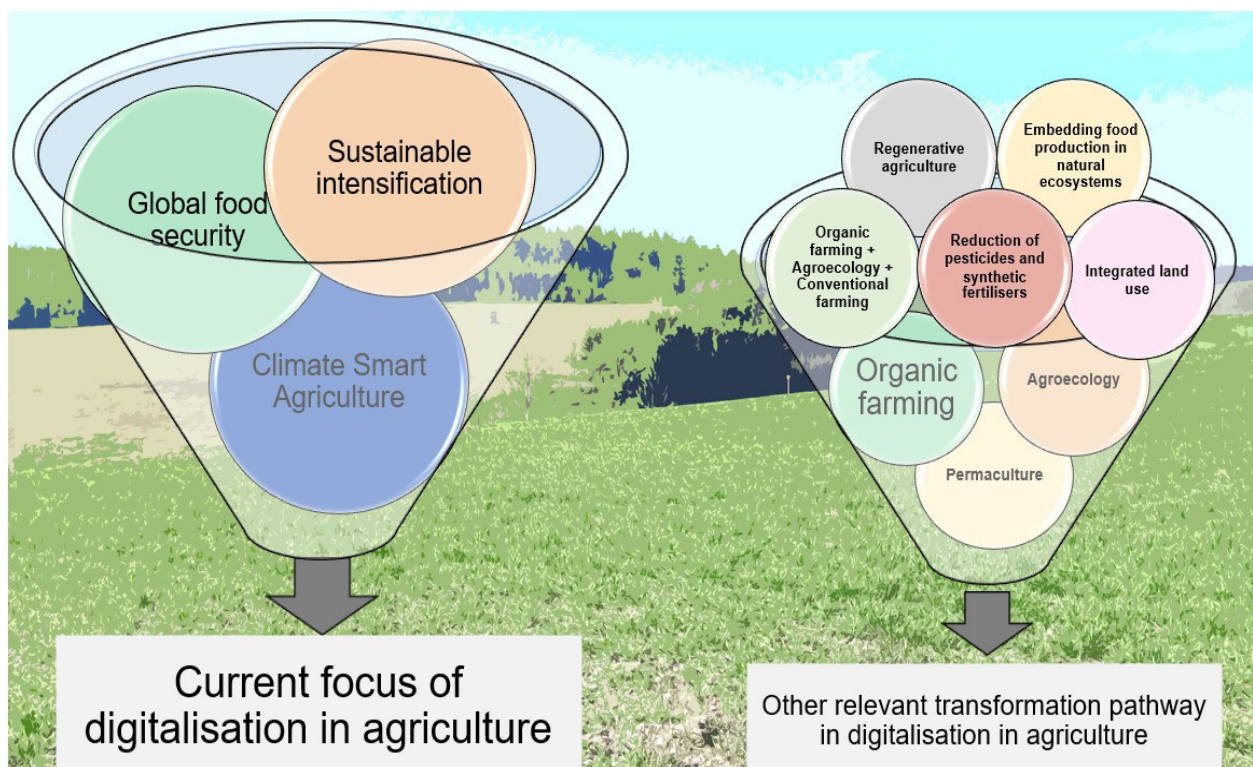 Sustainable
intensification
Global food
security
Climate Smart
Agriculture
Current focus of
digitalisation in agriculture
Regenerative
agriculture
Embedding food
production in
natural
ecosystems
Organic
farming +
Agroecology +
Conventional
farming
Reduction of
pesticides and
synthetic
fertilisers
Integrated land
use
Organic
farming
Agroecology
Permaculture
Other relevant transformation pathway
in digitalisation in agriculture